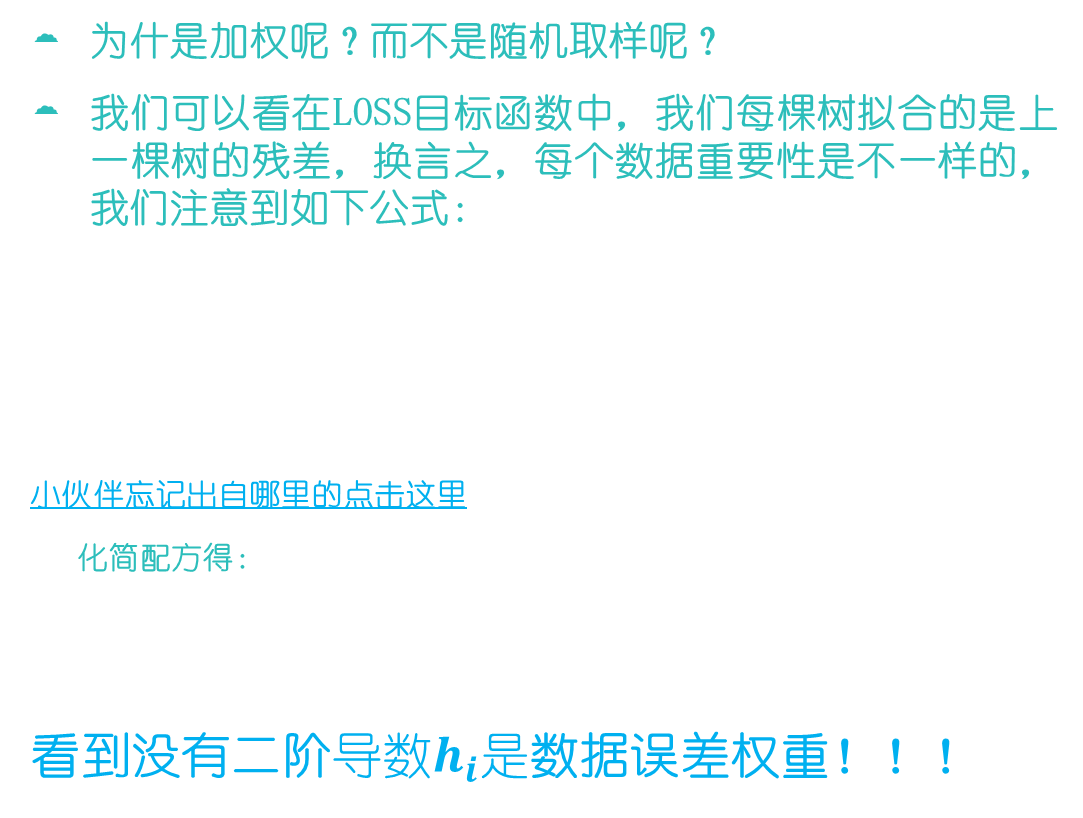 为什是加权呢？而不是随机取样呢？
我们可以看在LOSS目标函数中，我们每棵树拟合的是上
一棵树的残差，换言之，每个数据重要性是不一样的，
我们注意到如下公式：
小伙伴忘记出自哪里的点击这里
化简配方得：
看到没有二阶导数h_i是数据误差权重！！！